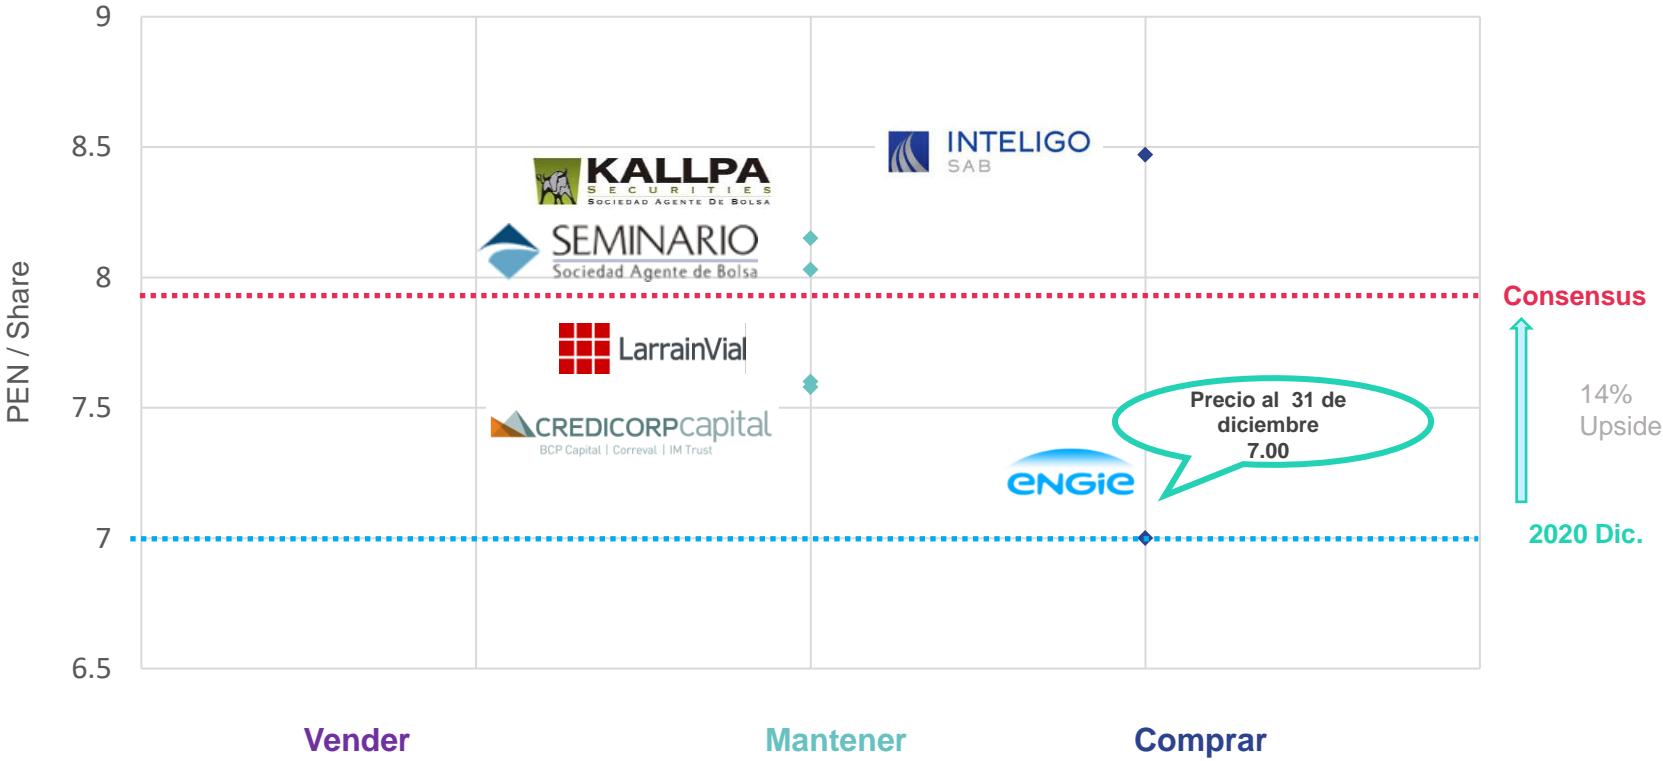 9
8.5
8
7.5
7
6.5
PEN / Share
INTELIGO
SAB
KALLPA
SECURITIES
SOCIEDAD AGENTE DE BOLSA
SEMINARIO
Sociedad Agente de Bolsa
Consensus
LarrainVial
14%
Upside
Precio al 31 de
diciembre
7.00
CREDICORPcapital
BCP Capital | Correval | IM Trust
ENGIE
2020 Dic.
Vender
Mantener
Comprar